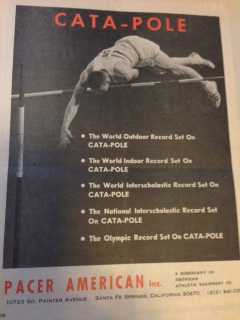 CATA-POLE
• The World Outdoor Record Set On
CATA-POLE
• The World Indoor Record Set On
CATA-POLE
• The World Interscholastic Record Set On
CATA-POLE
• The National Interscholastic Record Set
On CATA-POLE
• The Olympic Record Set On CATA-POLE
PACER AMERICAN Inc.
A SUBSIDIARY OF
AMERICAN
ATHLETIC EQUIPMENT CO.
10723 SO. PAINTER AVENUE SANTA FE SPRINGS, CALIFORNIA 90670 (213)